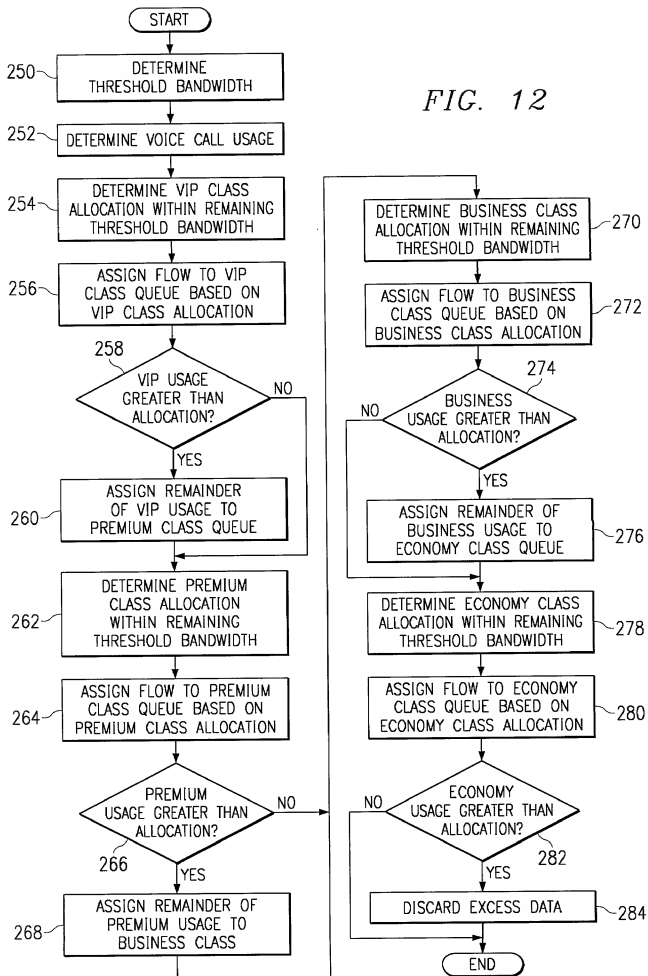 START
250
DETERMINE
THRESHOLD BANDWIDTH
252
DETERMINE VOICE CALL USAGE
254
DETERMINE VIP CLASS
ALLOCATION WITHIN REMAINING
THRESHOLD BANDWIDTH
256
ASSIGN FLOW TO VIP
CLASS QUEUE BASED ON
VIP CLASS ALLOCATION
258
VIP USAGE
GREATER THAN
ALLOCATION?
NO
YES
260
ASSIGN REMAINDER
OF VIP USAGE TO
PREMIUM CLASS QUEUE
262
DETERMINE PREMIUM
CLASS ALLOCATION
WITHIN REMAINING
THRESHOLD BANDWIDTH
264
ASSIGN FLOW TO PREMIUM
CLASS QUEUE BASED ON
PREMIUM CLASS ALLOCATION
PREMIUM
USAGE GREATER THAN
ALLOCATION?
NO
266
YES
268
ASSIGN REMAINDER OF
PREMIUM USAGE TO
BUSINESS CLASS
FIG. 12
DETERMINE BUSINESS CLASS
ALLOCATION WITHIN REMAINING
THRESHOLD BANDWIDTH
270
ASSIGN FLOW TO BUSINESS
CLASS QUEUE BASED ON
BUSINESS CLASS ALLOCATION
272
274
NO
BUSINESS
USAGE GREATER THAN
ALLOCATION?
YES
ASSIGN REMAINDER OF
BUSINESS USAGE TO
ECONOMY CLASS QUEUE
276
DETERMINE ECONOMY CLASS
ALLOCATION WITHIN REMAINING
THRESHOLD BANDWIDTH
278
ASSIGN FLOW TO ECONOMY
CLASS QUEUE BASED ON
ECONOMY CLASS ALLOCATION
280
NO
ECONOMY
USAGE GREATER THAN
ALLOCATION?
282
YES
DISCARD EXCESS DATA
284
END